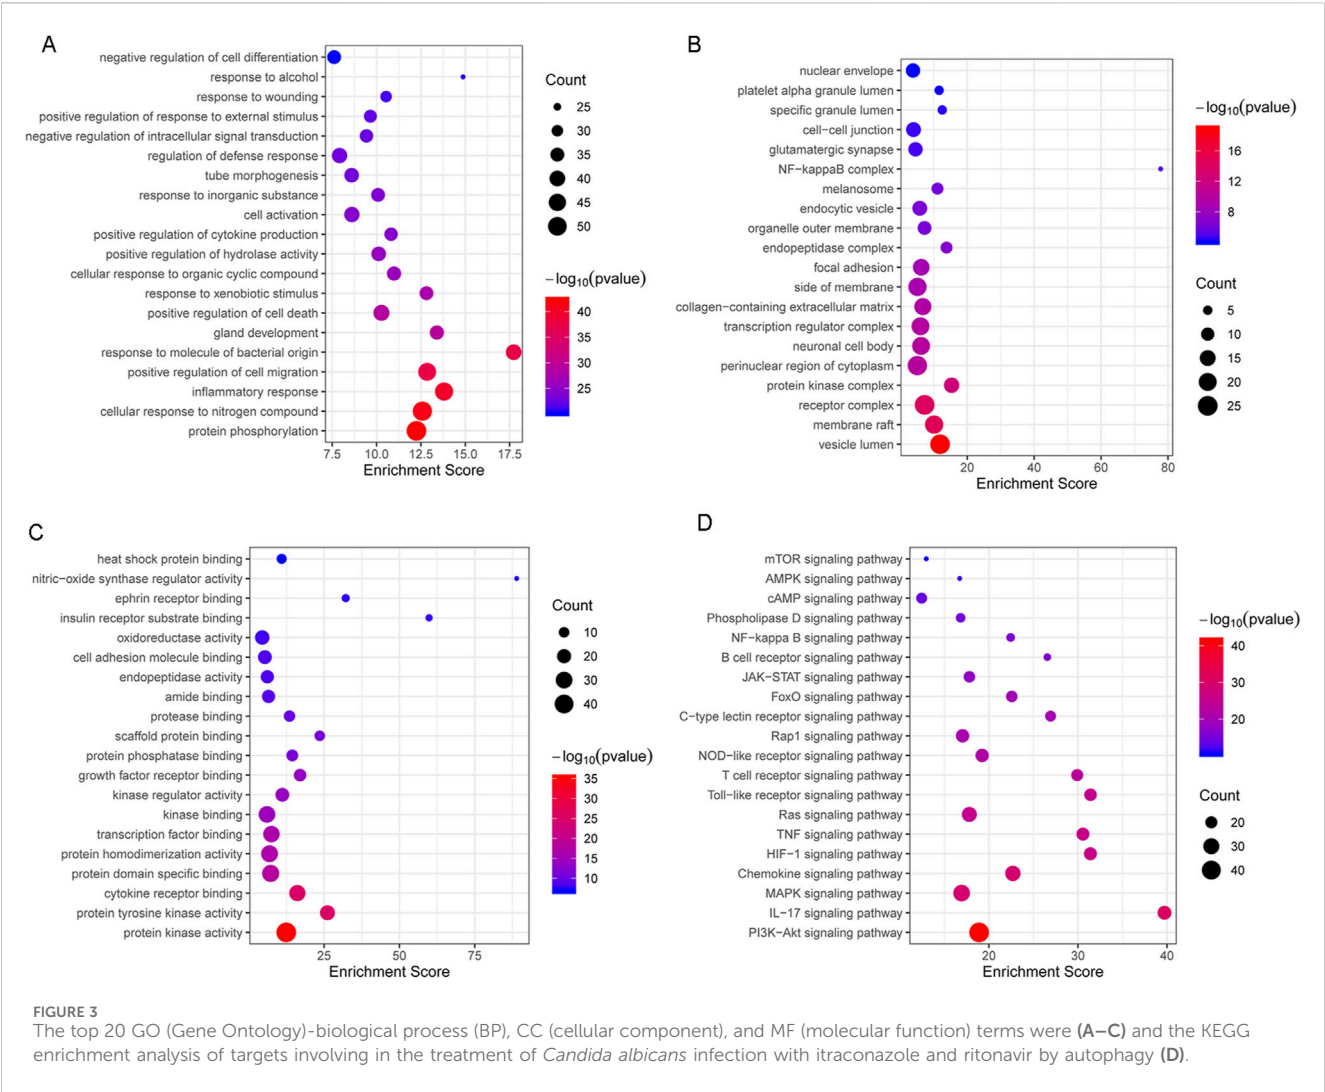 A
negative regulation of cell differentiation
response to alcohol
response to wounding
positive regulation of response to external stimulus
negative regulation of intracellular signal transduction
regulation of defense response
tube morphogenesis
response to inorganic substance
cell activation
positive regulation of cytokine production
positive regulation of hydrolase activity
cellular response to organic cyclic compound
response to xenobiotic stimulus
positive regulation of cell death
gland development
response to molecule of bacterial origin
positive regulation of cell migration
inflammatory response
cellular response to nitrogen compound
protein phosphorylation
7.5 10.0 12.5 15.0 17.5
Enrichment Score
Count
25
30
35
40
45
50
−log10(pvalue)
40
35
30
25
B
nuclear envelope
platelet alpha granule lumen
specific granule lumen
cell−cell junction
glutamatergic synapse
NF−kappaB complex
melanosome
endocytic vesicle
organelle outer membrane
endopeptidase complex
focal adhesion
side of membrane
collagen−containing extracellular matrix
transcription regulator complex
neuronal cell body
perinuclear region of cytoplasm
protein kinase complex
receptor complex
membrane raft
vesicle lumen
20 40 60 80
Enrichment Score
−log10(pvalue)
16
12
8
Count
5
10
15
20
25
C
heat shock protein binding
nitric−oxide synthase regulator activity
ephrin receptor binding
insulin receptor substrate binding
oxidoreductase activity
cell adhesion molecule binding
endopeptidase activity
amide binding
protease binding
scaffold protein binding
protein phosphatase binding
growth factor receptor binding
kinase regulator activity
kinase binding
transcription factor binding
protein homodimerization activity
protein domain specific binding
cytokine receptor binding
protein tyrosine kinase activity
protein kinase activity
25 50 75
Enrichment Score
Count
10
20
30
40
−log10(pvalue)
35
30
25
20
15
10
D
mTOR signaling pathway
AMPK signaling pathway
cAMP signaling pathway
Phospholipase D signaling pathway
NF−kappa B signaling pathway
B cell receptor signaling pathway
JAK−STAT signaling pathway
FoxO signaling pathway
C−type lectin receptor signaling pathway
Rap1 signaling pathway
NOD−like receptor signaling pathway
T cell receptor signaling pathway
Toll−like receptor signaling pathway
Ras signaling pathway
TNF signaling pathway
HIF−1 signaling pathway
Chemokine signaling pathway
MAPK signaling pathway
IL−17 signaling pathway
PI3K−Akt signaling pathway
20 30 40
Enrichment Score
−log10(pvalue)
40
30
20
Count
20
30
40
FIGURE 3
The top 20 GO (Gene Ontology)-biological process (BP), CC (cellular component), and MF (molecular function) terms were (A–C) and the KEGG
enrichment analysis of targets involving in the treatment of Candida albicans infection with itraconazole and ritonavir by autophagy (D).